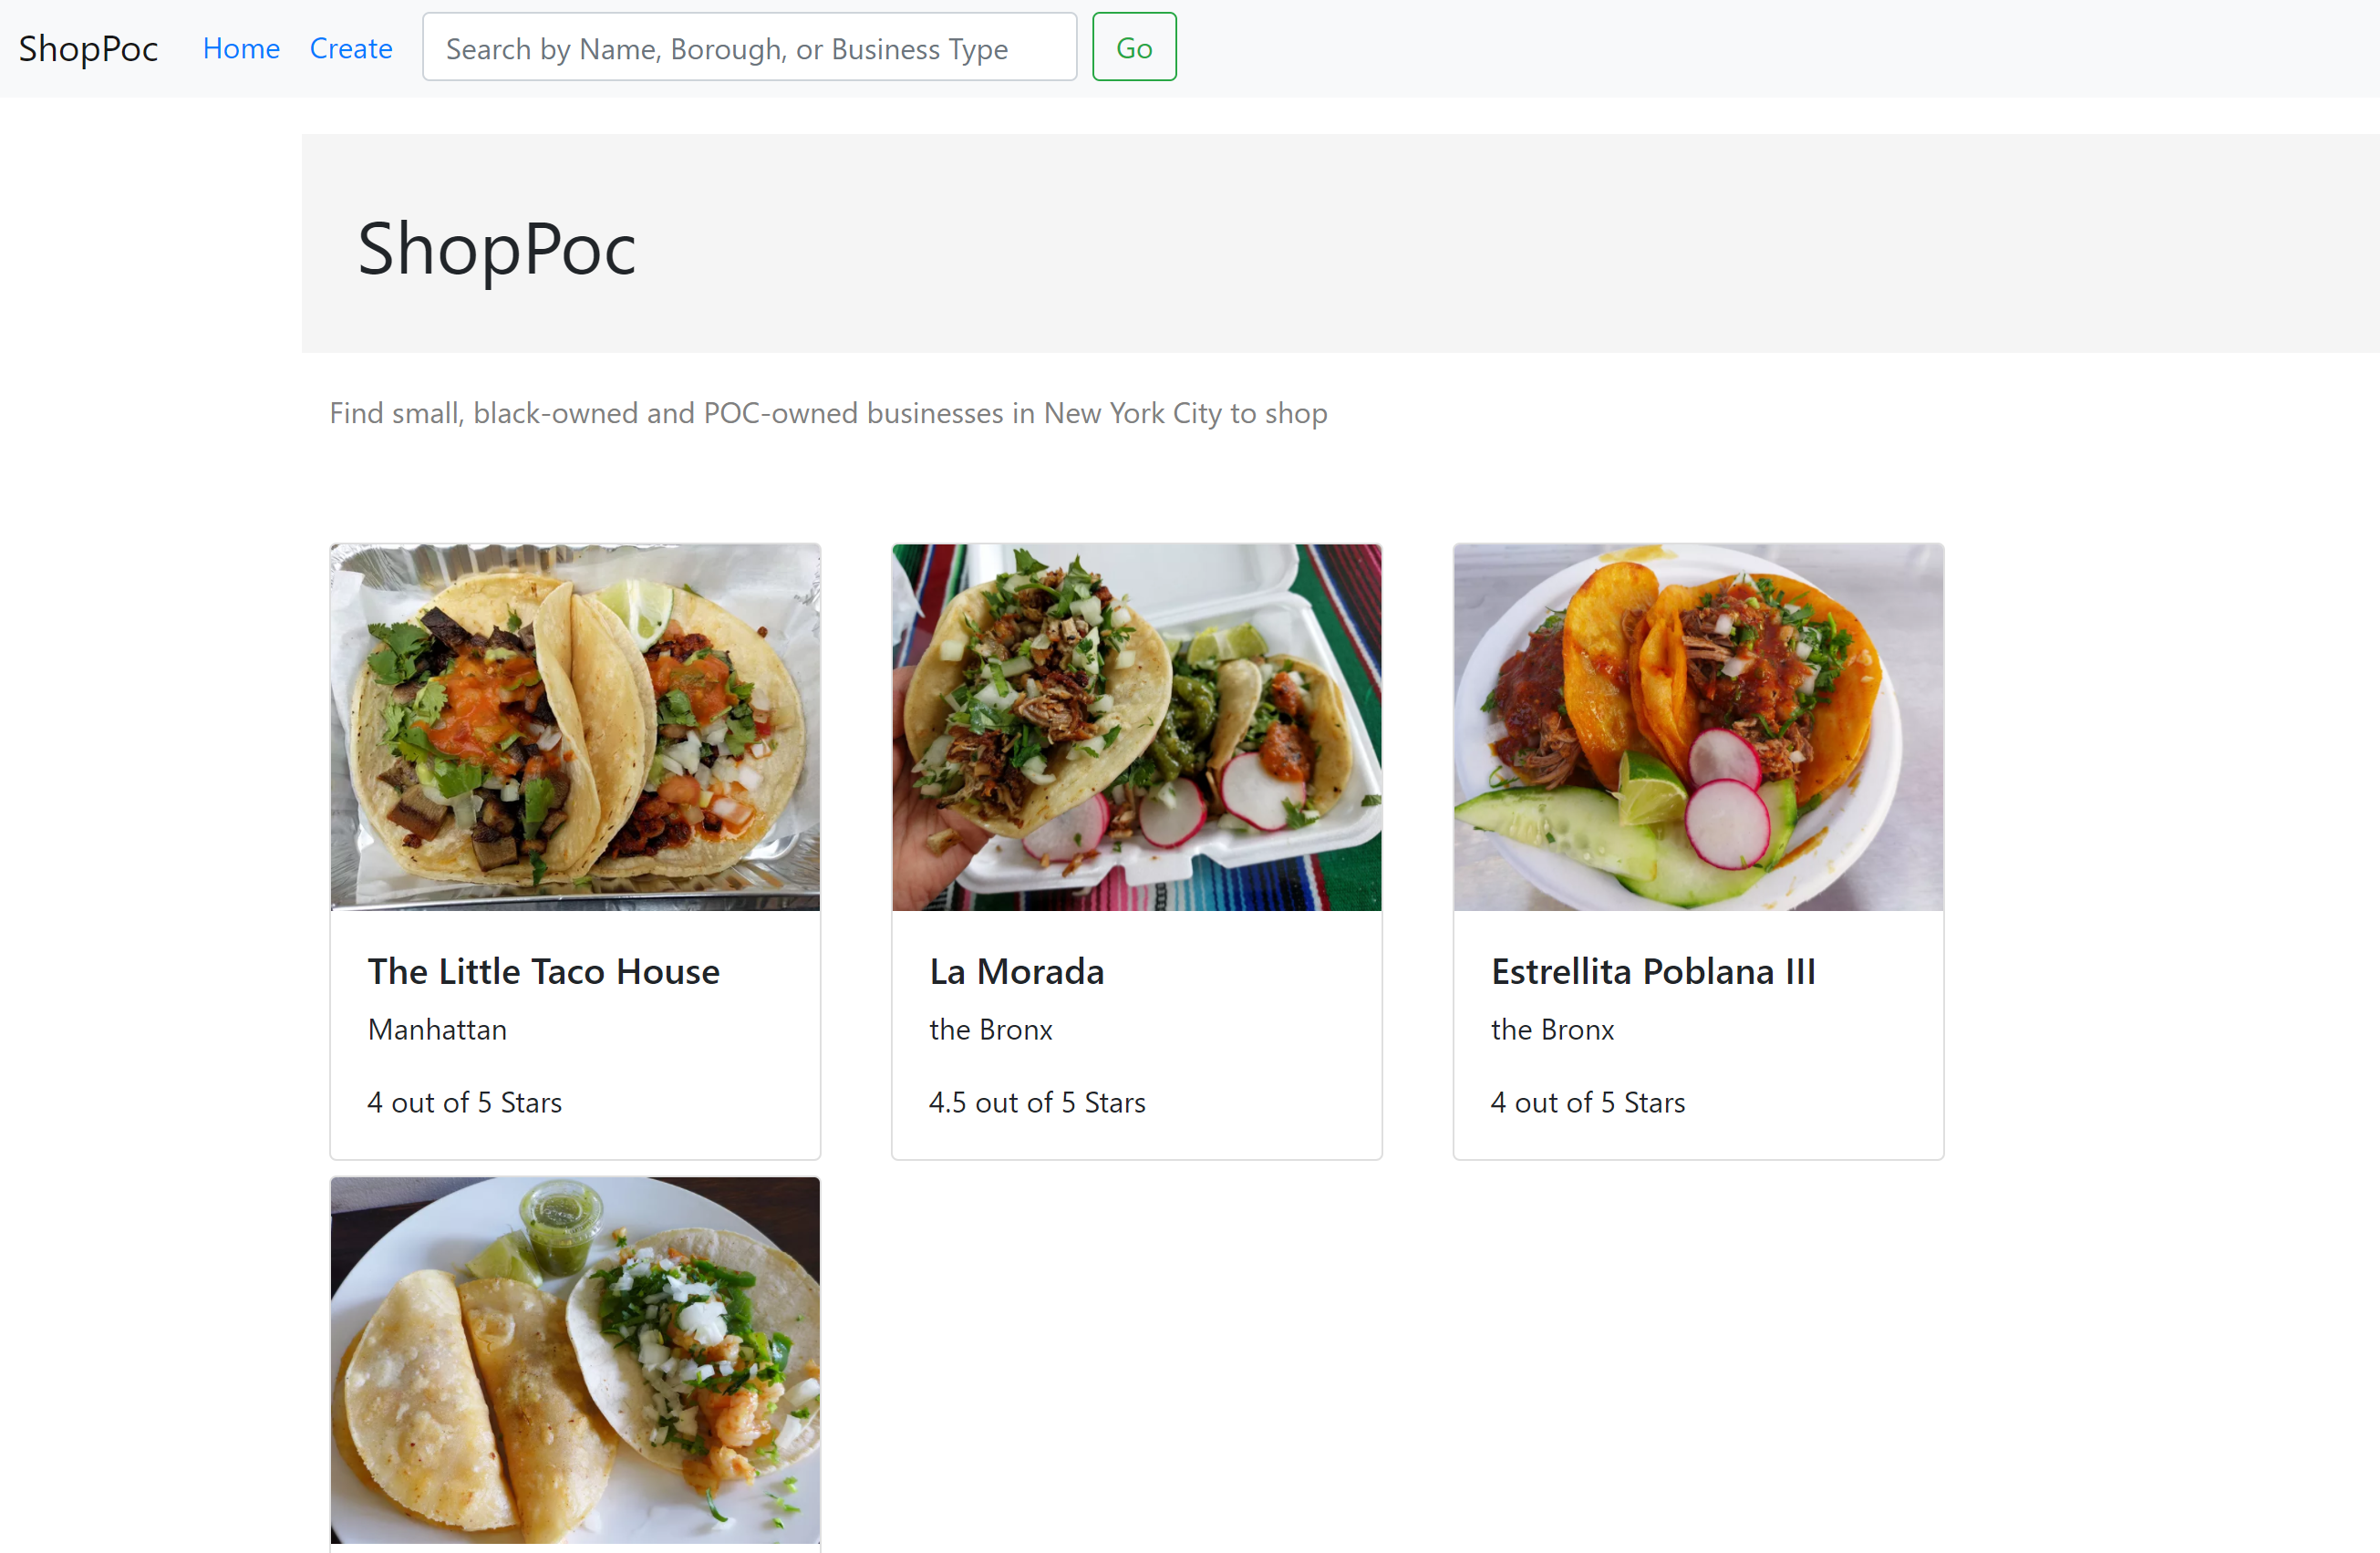 ShopPoc Home Create Search by Name, Borough, or Business Type Go
ShopPoc
Find small, black-owned and POC-owned businesses in New York City to shop
The Little Taco House
Manhattan
4 out of 5 Stars
La Morada
the Bronx
4.5 out of 5 Stars
Estrellita Poblana III
the Bronx
4 out of 5 Stars